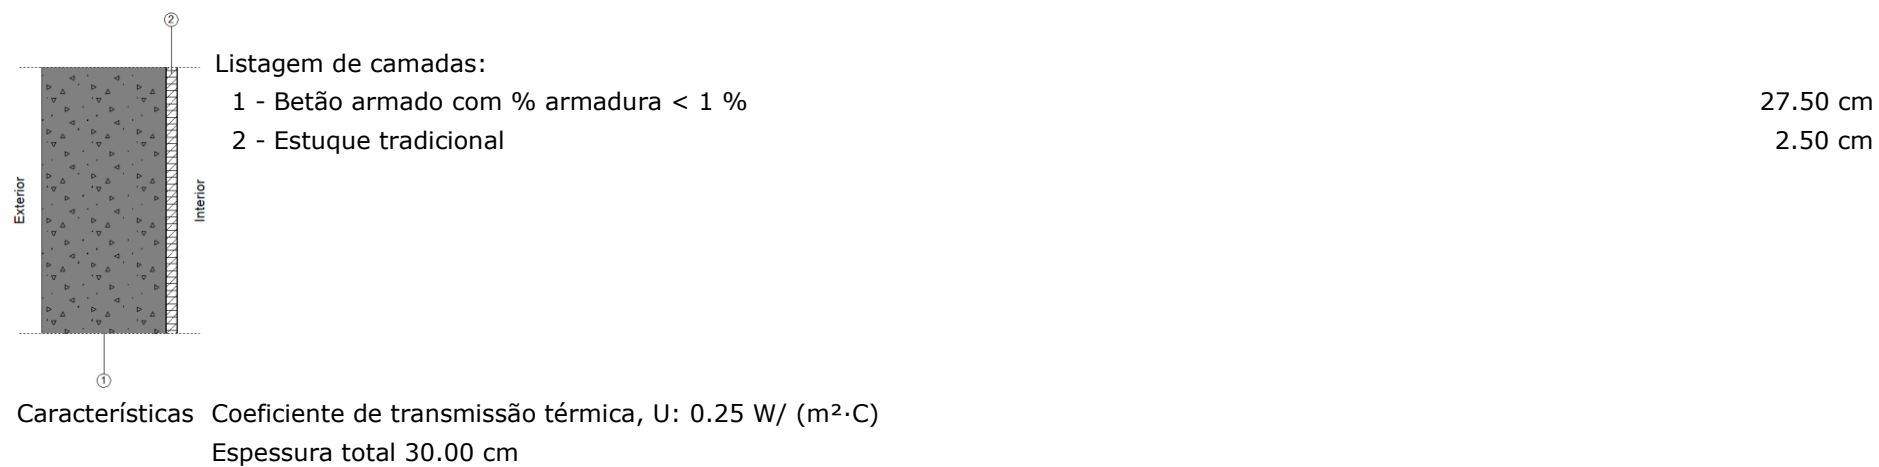 ②
Listagem de camadas:
1 - Betão armado com % armadura < 1 % 27.50 cm
2 - Estuque tradicional 2.50 cm
Exterior
Interior
①
Características Coeficiente de transmissão térmica, U: 0.25 W/ (m²·C)
Espessura total 30.00 cm